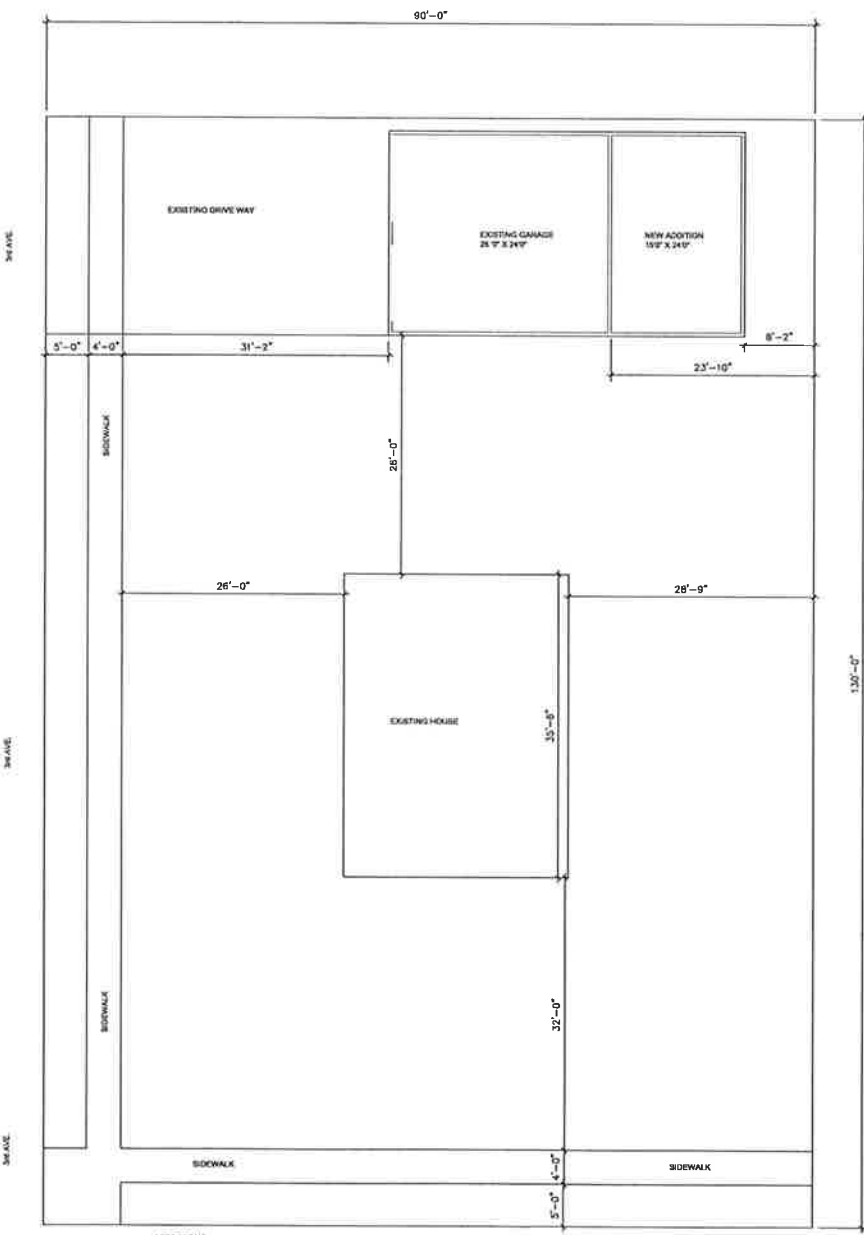 90'-0"
EXISTING DRIVE WAY
EXISTING GARAGE
26'0" X 24'0"
NEW ADDITION
15'0" X 24'0"
3rd AVE.
5'-0"
4'-0"
31'-2"
8'-2"
23'-10"
SIDEWALK
28'-0"
26'-0"
28'-9"
130'-0"
EXISTING HOUSE
35'-8"
3rd AVE.
SIDEWALK
32'-0"
3rd AVE.
SIDEWALK
4'-0"
SIDEWALK
5'-0"